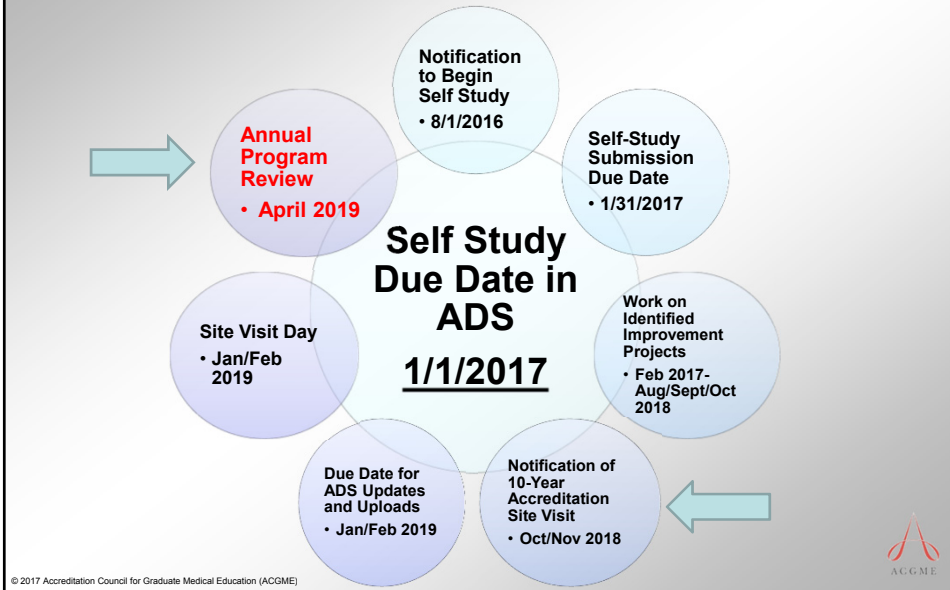 Notification
to Begin
Self Study
• 8/1/2016
Self-Study
Submission
Due Date
• 1/31/2017
Work on
Identified
Improvement
Projects
• Feb 2017-
Aug/Sept/Oct
2018
Notification of
10-Year
Accreditation
Site Visit
• Oct/Nov 2018
Due Date for
ADS Updates
and Uploads
• Jan/Feb 2019
Site Visit Day
• Jan/Feb
2019
Annual
Program
Review
• April 2019
Self Study
Due Date in
ADS
1/1/2017
© 2017 Accreditation Council for Graduate Medical Education (ACGME)
ACGME